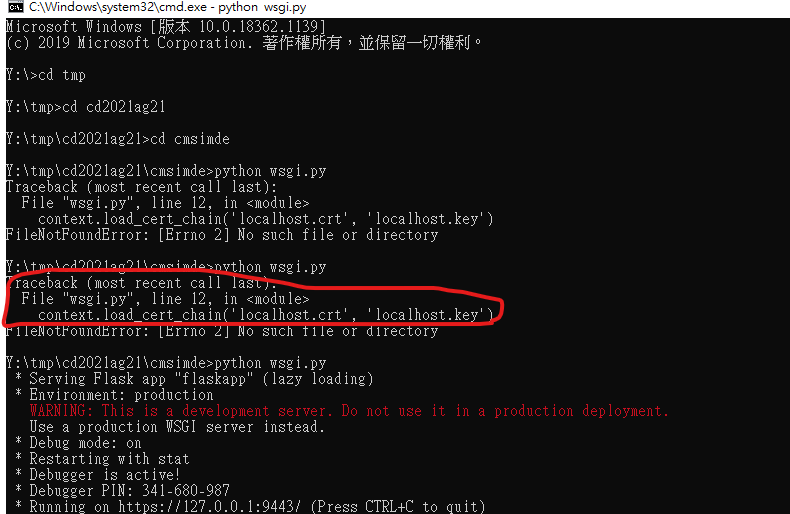 C:\Windows\system32\cmd.exe - python wsgi.py
Microsoft Windows [版本 10.0.18362.1139]
(c) 2019 Microsoft Corporation. 著作權所有，並保留一切權利。
Y:\>cd tmp
Y:\tmp>cd cd2021ag21
Y:\tmp\cd2021ag21>cd cmsimde
Y:\tmp\cd2021ag21\cmsimde>python wsgi.py
Traceback (most recent call last):
File "wsgi.py", line 12, in <module>
context.load_cert_chain('localhost.crt', 'localhost.key')
FileNotFoundError: [Errno 2] No such file or directory
Y:\tmp\cd2021ag21\cmsimde>python wsgi.py
Traceback (most recent call last):
File "wsgi.py", line 12, in <module>
context.load_cert_chain('localhost.crt', 'localhost.key')
FileNotFoundError: [Errno 2] No such file or directory
Y:\tmp\cd2021ag21\cmsimde>python wsgi.py
* Serving Flask app "flaskapp" (lazy loading)
* Environment: production
WARNING: This is a development server. Do not use it in a production deployment.
Use a production WSGI server instead.
* Debug mode: on
* Restarting with stat
* Debugger is active!
* Debugger PIN: 341-680-987
* Running on https://127.0.0.1:9443/ (Press CTRL+C to quit)